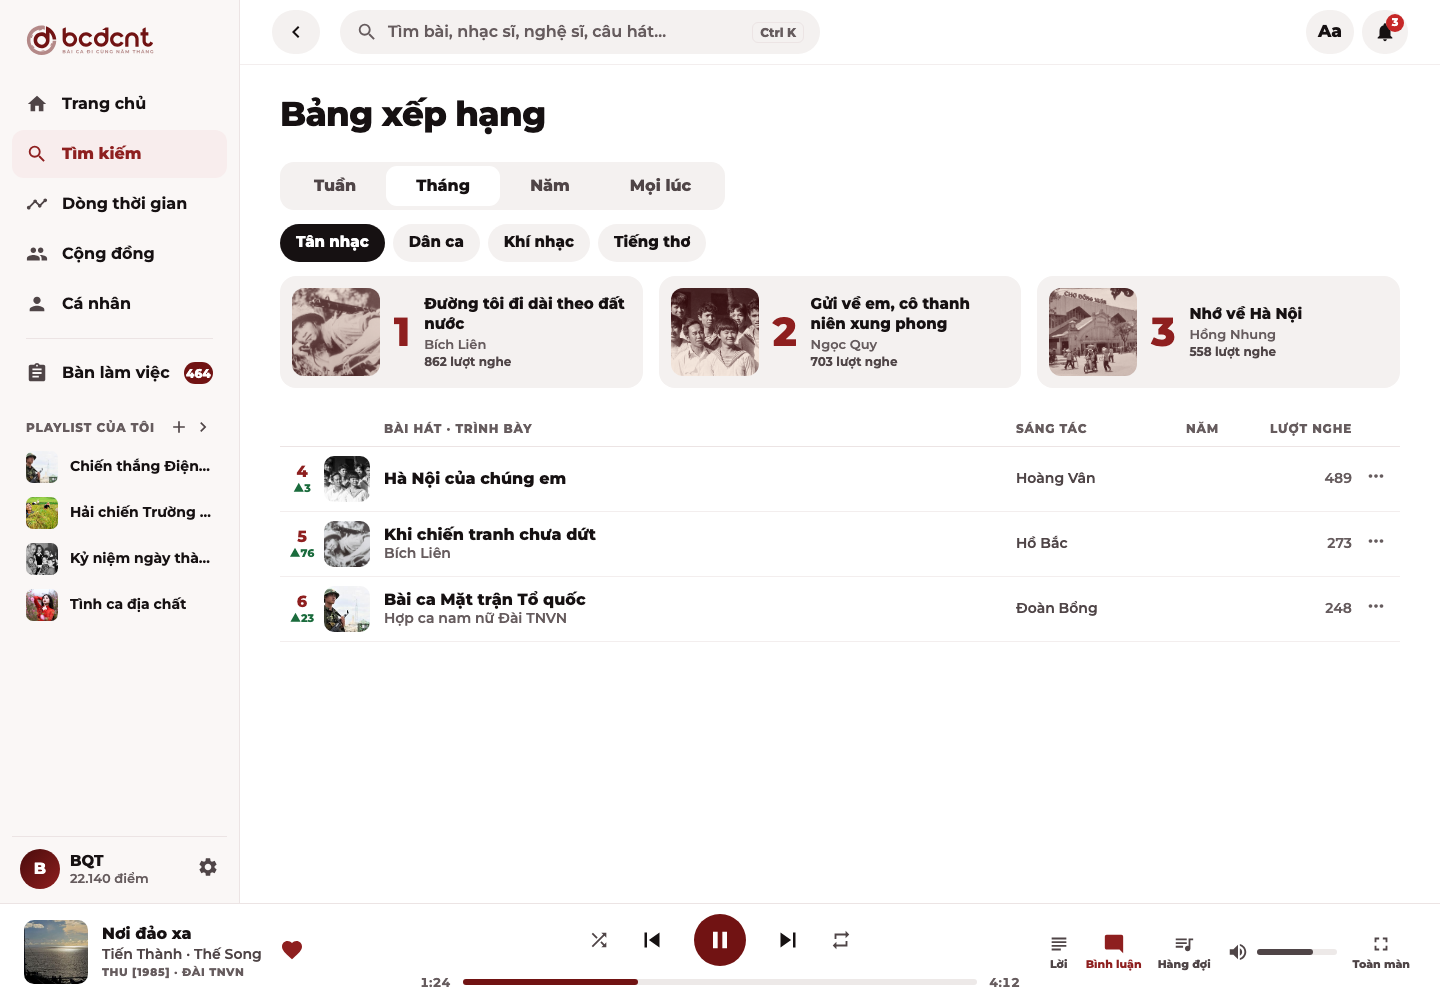 bcdcnt
BÀI CA ĐI CÙNG NĂM THÁNG
Trang chủ
Tìm kiếm
Dòng thời gian
Cộng đồng
Cá nhân
Bàn làm việc 464
PLAYLIST CỦA TÔI
Chiến thắng Điện...
Hải chiến Trường ...
Kỷ niệm ngày thà...
Tình ca địa chất
B
BQT
22.140 điểm
Tìm bài, nhạc sĩ, nghệ sĩ, câu hát... Ctrl K
Aa
3
Bảng xếp hạng
Tuần Tháng Năm Mọi lúc
Tân nhạc Dân ca Khí nhạc Tiếng thơ
1
Đường tôi đi dài theo đất
nước
Bích Liên
862 lượt nghe
2
Gửi về em, cô thanh
niên xung phong
Ngọc Quy
703 lượt nghe
3
Nhớ về Hà Nội
Hồng Nhung
558 lượt nghe
BÀI HÁT · TRÌNH BÀY SÁNG TÁC NĂM LƯỢT NGHE
4
▲3
Hà Nội của chúng em
Hoàng Vân
489
5
▲76
Khi chiến tranh chưa dứt
Bích Liên
Hồ Bắc
273
6
▲23
Bài ca Mặt trận Tổ quốc
Hợp ca nam nữ Đài TNVN
Đoàn Bổng
248
Nơi đảo xa
Tiến Thành · Thế Song
THU [1985] · ĐÀI TNVN
1:24
4:12
Lời
Bình luận
Hàng đợi
Toàn màn